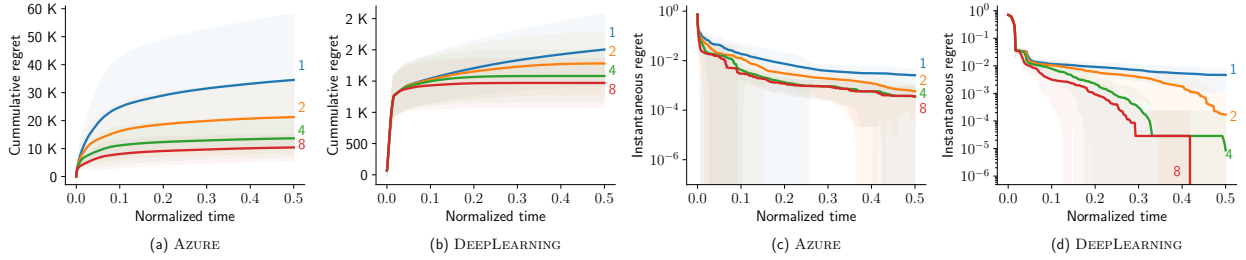 60 K
50 K
40 K
30 K
20 K
10 K
0
Cummulative regret
0.0 0.1 0.2 0.3 0.4 0.5
Normalized time
1
2
4
8
(a) AZURE
2 K
2 K
1 K
1 K
500
0
Cummulative regret
0.0 0.1 0.2 0.3 0.4 0.5
Normalized time
1
2
4
8
(b) DEEPLEARNING
10⁰
10⁻²
10⁻⁴
10⁻⁶
Instantaneous regret
0.0 0.1 0.2 0.3 0.4 0.5
Normalized time
1
2
4
8
(c) AZURE
10⁰
10⁻¹
10⁻²
10⁻³
10⁻⁴
10⁻⁵
10⁻⁶
Instantaneous regret
0.0 0.1 0.2 0.3 0.4 0.5
Normalized time
1
2
4
8
(d) DEEPLEARNING